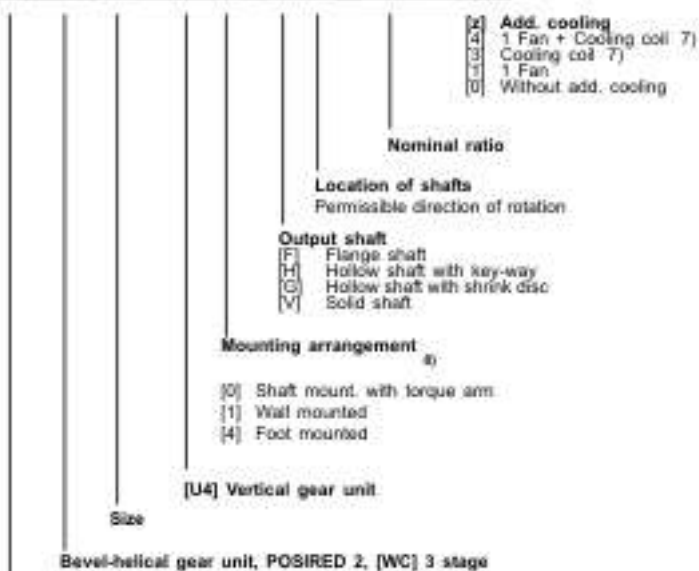 [z] Add. cooling
4] 1 Fan + Cooling coil 7)
3] Cooling coil 7)
1] 1 Fan
[0] Without add. cooling
Nominal ratio
Location of shafts
Permissible direction of rotation
Output shaft
[F] Flange shaft
[H] Hollow shaft with key-way
[G] Hollow shaft with shrink disc
[V] Solid shaft
Mounting arrangement
[0] Shaft mount. with torque arm
[1] Wall mounted
[4] Foot mounted
[U4] Vertical gear unit
Size
Bevel-helical gear unit, POSIRED 2, [WC] 3 stage